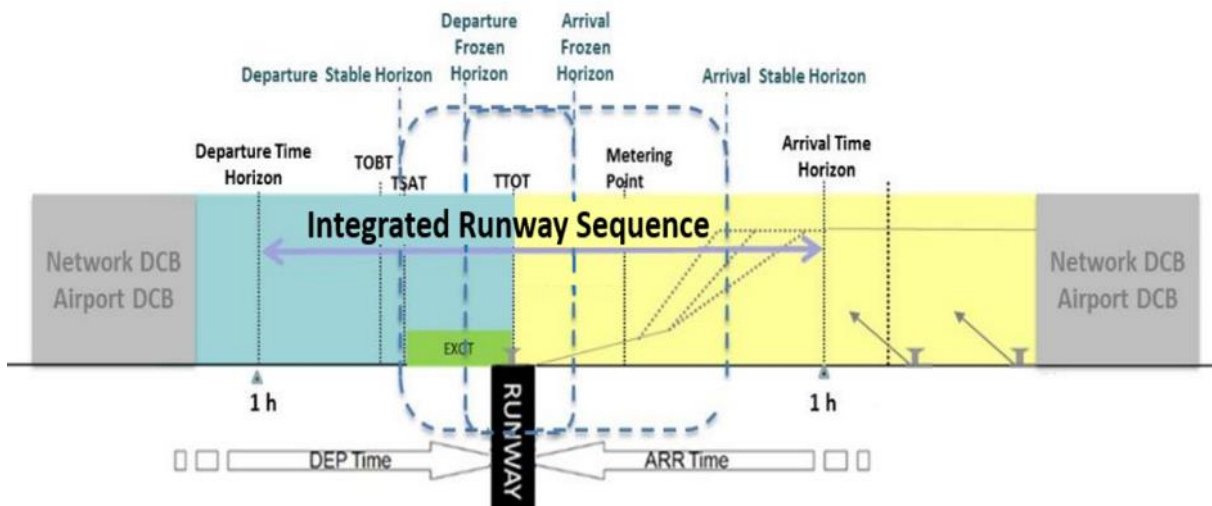 Departure
Frozen
Horizon
Arrival
Frozen
Horizon
Departure Stable Horizon
Arrival Stable Horizon
Departure Time
Horizon
TOBT
TSAT
TTOT
Metering
Point
Arrival Time
Horizon
Integrated Runway Sequence
Network DCB
Airport DCB
Network DCB
Airport DCB
EXOT
1 h
1 h
RUNWAY
DEP Time
ARR Time